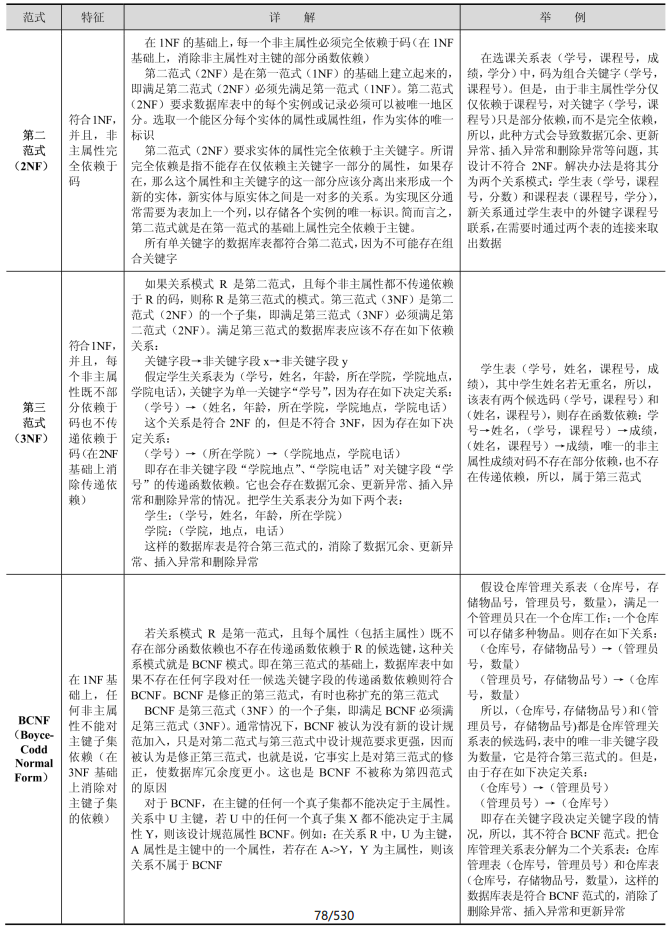 范式
特征
详 解
举 例
第二
范式
(2NF)
符合1NF,
并且，非
主属性完
全依赖于
码
在 1NF 的基础上，每一个非主属性必须完全依赖于码（在 1NF
基础上，消除非主属性对主键的部分函数依赖）
第二范式（2NF）是在第一范式（1NF）的基础上建立起来的，
即满足第二范式（2NF）必须先满足第一范式（1NF）。第二范式
（2NF）要求数据库表中的每个实例或记录必须可以被唯一地区
分。选取一个能区分每个实体的属性或属性组，作为实体的唯一
标识
第二范式（2NF）要求实体的属性完全依赖于主关键字。所谓
完全依赖是指不能存在仅依赖主关键字一部分的属性，如果存
在，那么这个属性和主关键字的这一部分应该分离出来形成一个
新的实体，新实体与原实体之间是一对多的关系。为实现区分通
常需要为表加上一个列，以存储各个实例的唯一标识。简而言之，
第二范式就是在第一范式的基础上属性完全依赖于主键。
所有单关键字的数据库表都符合第二范式，因为不可能存在组
合关键字
在选课关系表（学号，课程号，成
绩，学分）中，码为组合关键字（学号，
课程号）。但是，由于非主属性学分仅
仅依赖于课程号，对关键字（学号，课
程号）只是部分依赖，而不是完全依赖，
所以，此种方式会导致数据冗余、更新
异常、插入异常和删除异常等问题，其
设计不符合 2NF。解决办法是将其分
为两个关系模式：学生表（学号，课程
号，分数）和课程表（课程号，学分），
新关系通过学生表中的外键字课程号
联系，在需要时通过两个表的连接来取
出数据
第三
范式
(3NF)
符合1NF,
并且，每
个非主属
性既不部
分依赖于
码也不传
递依赖于
码（在2NF
基础上消
除传递依
赖）
如果关系模式 R 是第二范式，且每个非主属性都不传递依赖
于 R 的码，则称 R 是第三范式的模式。第三范式（3NF）是第二
范式（2NF）的一个子集，即满足第三范式（3NF）必须满足第
二范式（2NF）。满足第三范式的数据库表应该不存在如下依赖
关系：
关键字段→非关键字段 x→非关键字段 y
假定学生关系表为（学号，姓名，年龄，所在学院，学院地点，
学院电话），关键字为单一关键字“学号”，因为存在如下决定关系：
（学号）→（姓名，年龄，所在学院，学院地点，学院电话）
这个关系是符合 2NF 的，但是不符合 3NF，因为存在如下决
定关系：
（学号）→（所在学院）→（学院地点，学院电话）
即存在非关键字段“学院地点”、“学院电话”对关键字段“学
号”的传递函数依赖。它也会存在数据冗余、更新异常、插入异
常和删除异常的情况。把学生关系表分为如下两个表：
学生：（学号，姓名，年龄，所在学院）
学院：（学院，地点，电话）
这样的数据库表是符合第三范式的，消除了数据冗余、更新异
常、插入异常和删除异常
学生表（学号，姓名，课程号，成
绩），其中学生姓名若无重名，所以，
该表有两个候选码（学号，课程号）和
（姓名，课程号），则存在函数依赖：学
号→姓名，（学号，课程号）→成绩，
（姓名，课程号）→成绩，唯一的非主
属性成绩对码不存在部分依赖，也不存
在传递依赖，所以，属于第三范式
BCNF
（Boyce-
Codd
Normal
Form）
在 1NF 基
础上，任
何非主属
性不能对
主键子集
依赖（在
3NF 基础
上消除对
主键子集
的依赖）
若关系模式 R 是第一范式，且每个属性（包括主属性）既不
存在部分函数依赖也不存在传递函数依赖于 R 的候选键，这种关
系模式就是 BCNF 模式。即在第三范式的基础上，数据库表中如
果不存在任何字段对任一候选关键字段的传递函数依赖则符合
BCNF。BCNF 是修正的第三范式，有时也称扩充的第三范式
BCNF 是第三范式（3NF）的一个子集，即满足 BCNF 必须满
足第三范式（3NF）。通常情况下，BCNF 被认为没有新的设计规
范加入，只是对第二范式与第三范式中设计规范要求更强，因而
被认为是修正第三范式，也就是说，它事实上是对第三范式的修
正，使数据库冗余度更小。这也是 BCNF 不被称为第四范式
的原因
对于 BCNF，在主键的任何一个真子集都不能决定于主属性。
关系中 U 主键，若 U 中的任何一个真子集 X 都不能决定于主属
性 Y，则该设计规范属性 BCNF。例如：在关系 R 中，U 为主键，
A 属性是主键中的一个属性，若存在 A->Y，Y 为主属性，则该
关系不属于 BCNF
假设仓库管理关系表（仓库号，存
储物品号，管理员号，数量），满足一
个管理员只在一个仓库工作；一个仓库
可以存储多种物品。则存在如下关系：
（仓库号，存储物品号）→（管理员
号，数量）
（管理员号，存储物品号）→（仓库
号，数量）
所以，（仓库号，存储物品号）和（管
理员号，存储物品号）都是仓库管理关
系表的候选码，表中的唯一非关键字段
为数量，它是符合第三范式的。但是，
由于存在如下决定关系：
（仓库号）→（管理员号）
（管理员号）→（仓库号）
即存在关键字段决定关键字段的
情况，所以，其不符合 BCNF 范式。把仓
库管理关系表分解为二个关系表：仓库
管理表（仓库号，管理员号）和仓库表
（仓库号，存储物品号，数量），这样的
数据库表是符合 BCNF 范式的，消除了
删除异常、插入异常和更新异常
78/530